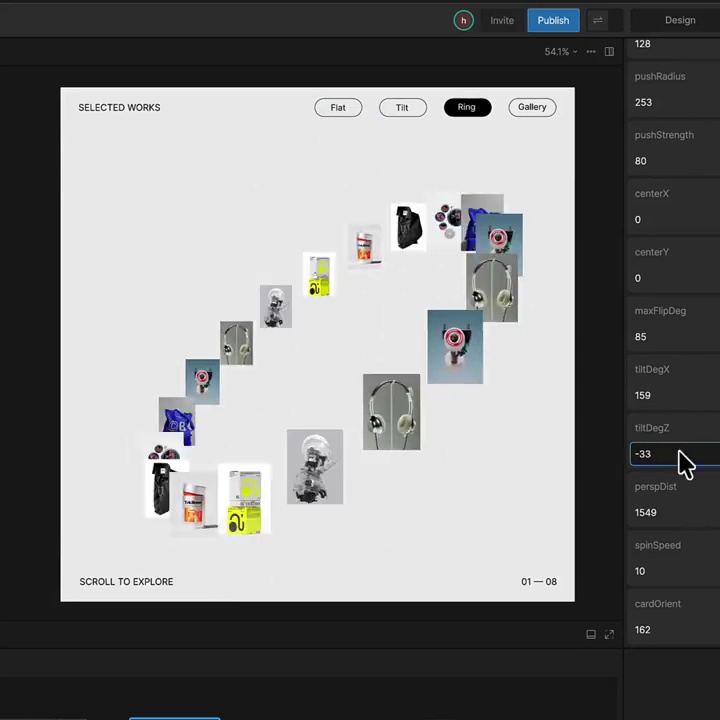 h
Invite
Publish
Design
54.1%
128
pushRadius
253
pushStrength
80
centerX
0
centerY
0
maxFlipDeg
85
tiltDegX
159
tiltDegZ
-33
perspDist
1549
spinSpeed
10
cardOrient
162
SELECTED WORKS
Flat
Tilt
Ring
Gallery
SCROLL TO EXPLORE
01 — 08